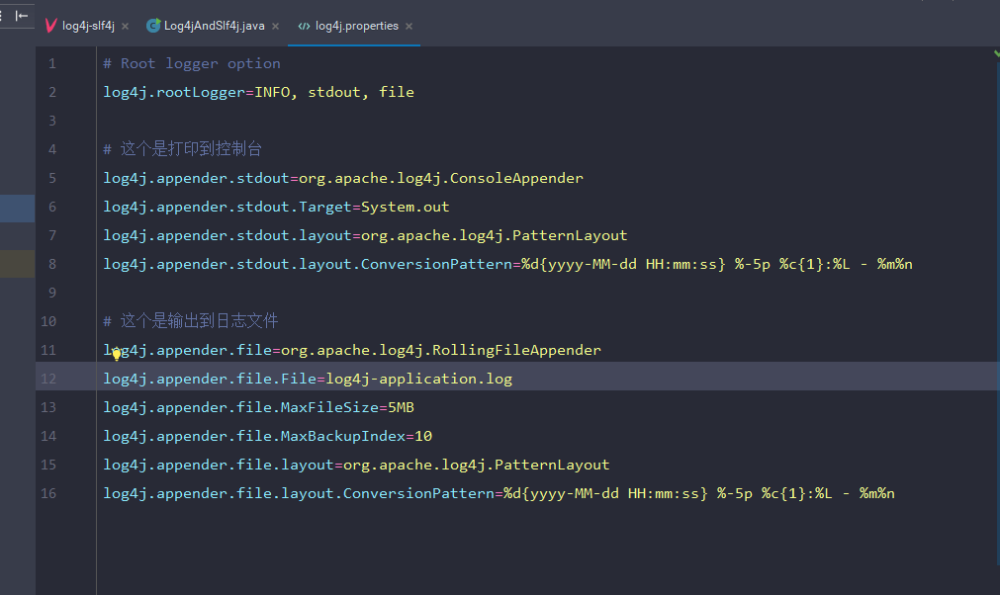 log4j-slf4j Log4jAndSlf4j.java log4j.properties
1 # Root logger option
2 log4j.rootLogger=INFO, stdout, file
3
4 # 这个是打印到控制台
5 log4j.appender.stdout=org.apache.log4j.ConsoleAppender
6 log4j.appender.stdout.Target=System.out
7 log4j.appender.stdout.layout=org.apache.log4j.PatternLayout
8 log4j.appender.stdout.layout.ConversionPattern=%d{yyyy-MM-dd HH:mm:ss} %-5p %c{1}:%L - %m%n
9
10 # 这个是输出到日志文件
11 log4j.appender.file=org.apache.log4j.RollingFileAppender
12 log4j.appender.file.File=log4j-application.log
13 log4j.appender.file.MaxFileSize=5MB
14 log4j.appender.file.MaxBackupIndex=10
15 log4j.appender.file.layout=org.apache.log4j.PatternLayout
16 log4j.appender.file.layout.ConversionPattern=%d{yyyy-MM-dd HH:mm:ss} %-5p %c{1}:%L - %m%n